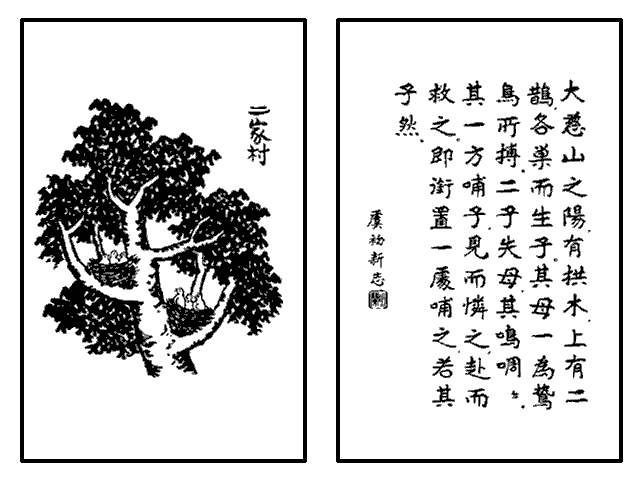 二家村
大慈山之陽、有拱木、上有二
鵲、各巢而生子、其母一為鷙
鳥所搏、二子失母、其鳴啁々、
其一方哺子、見而憐之、赴而
救之、即銜置一處、哺之、若其
子然、
虞初新志